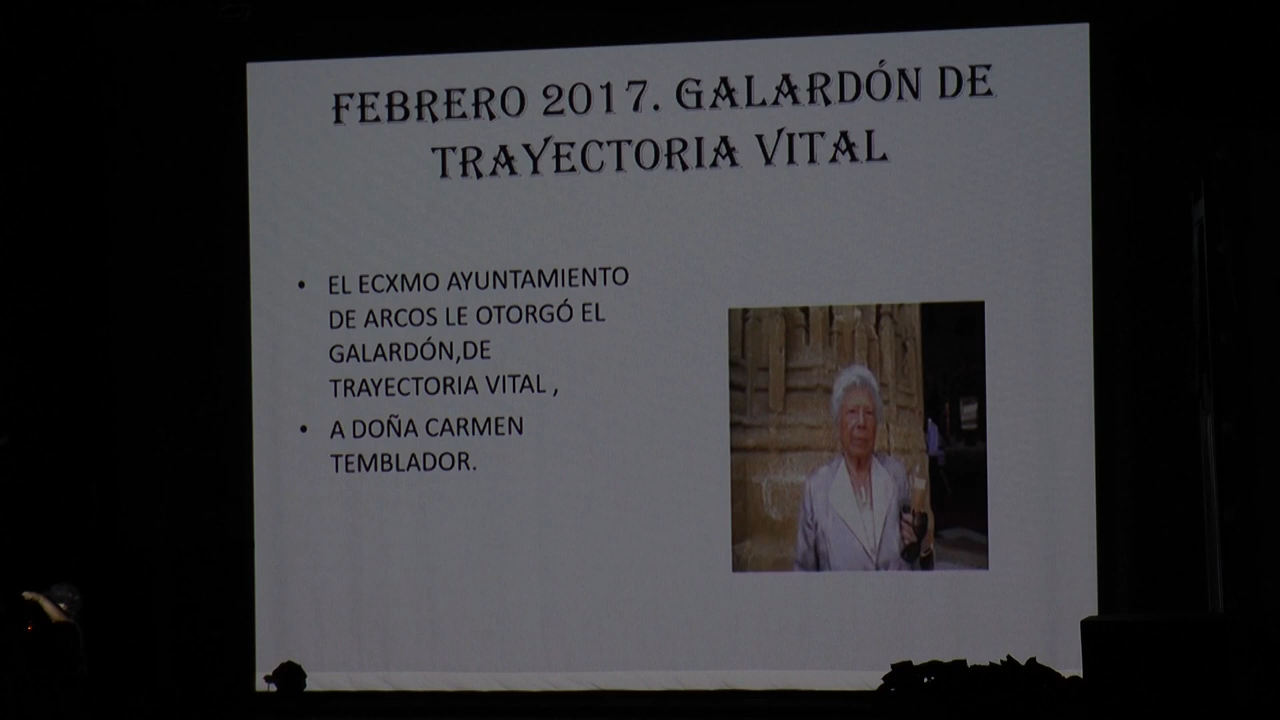 FEBRERO 2017. GALARDÓN DE
TRAYECTORIA VITAL
• EL ECXMO AYUNTAMIENTO
DE ARCOS LE OTORGÓ EL
GALARDÓN,DE
TRAYECTORIA VITAL ,
• A DOÑA CARMEN
TEMBLADOR.